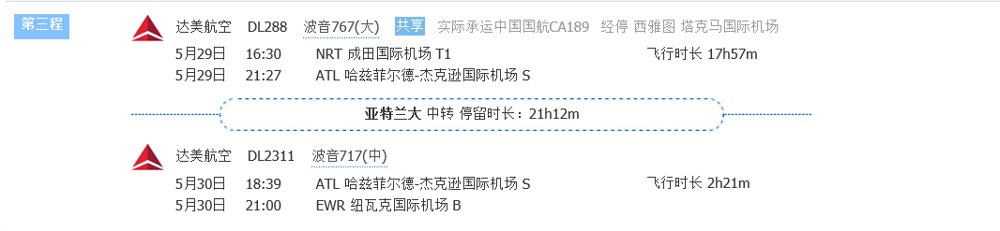 第三程
达美航空 DL288 波音767(大) 共享 实际承运中国国航CA189 经停 西雅图 塔克马国际机场
5月29日 16:30 NRT 成田国际机场 T1 飞行时长 17h57m
5月29日 21:27 ATL 哈兹菲尔德-杰克逊国际机场 S
亚特兰大 中转 停留时长：21h12m
达美航空 DL2311 波音717(中)
5月30日 18:39 ATL 哈兹菲尔德-杰克逊国际机场 S 飞行时长 2h21m
5月30日 21:00 EWR 纽瓦克国际机场 B